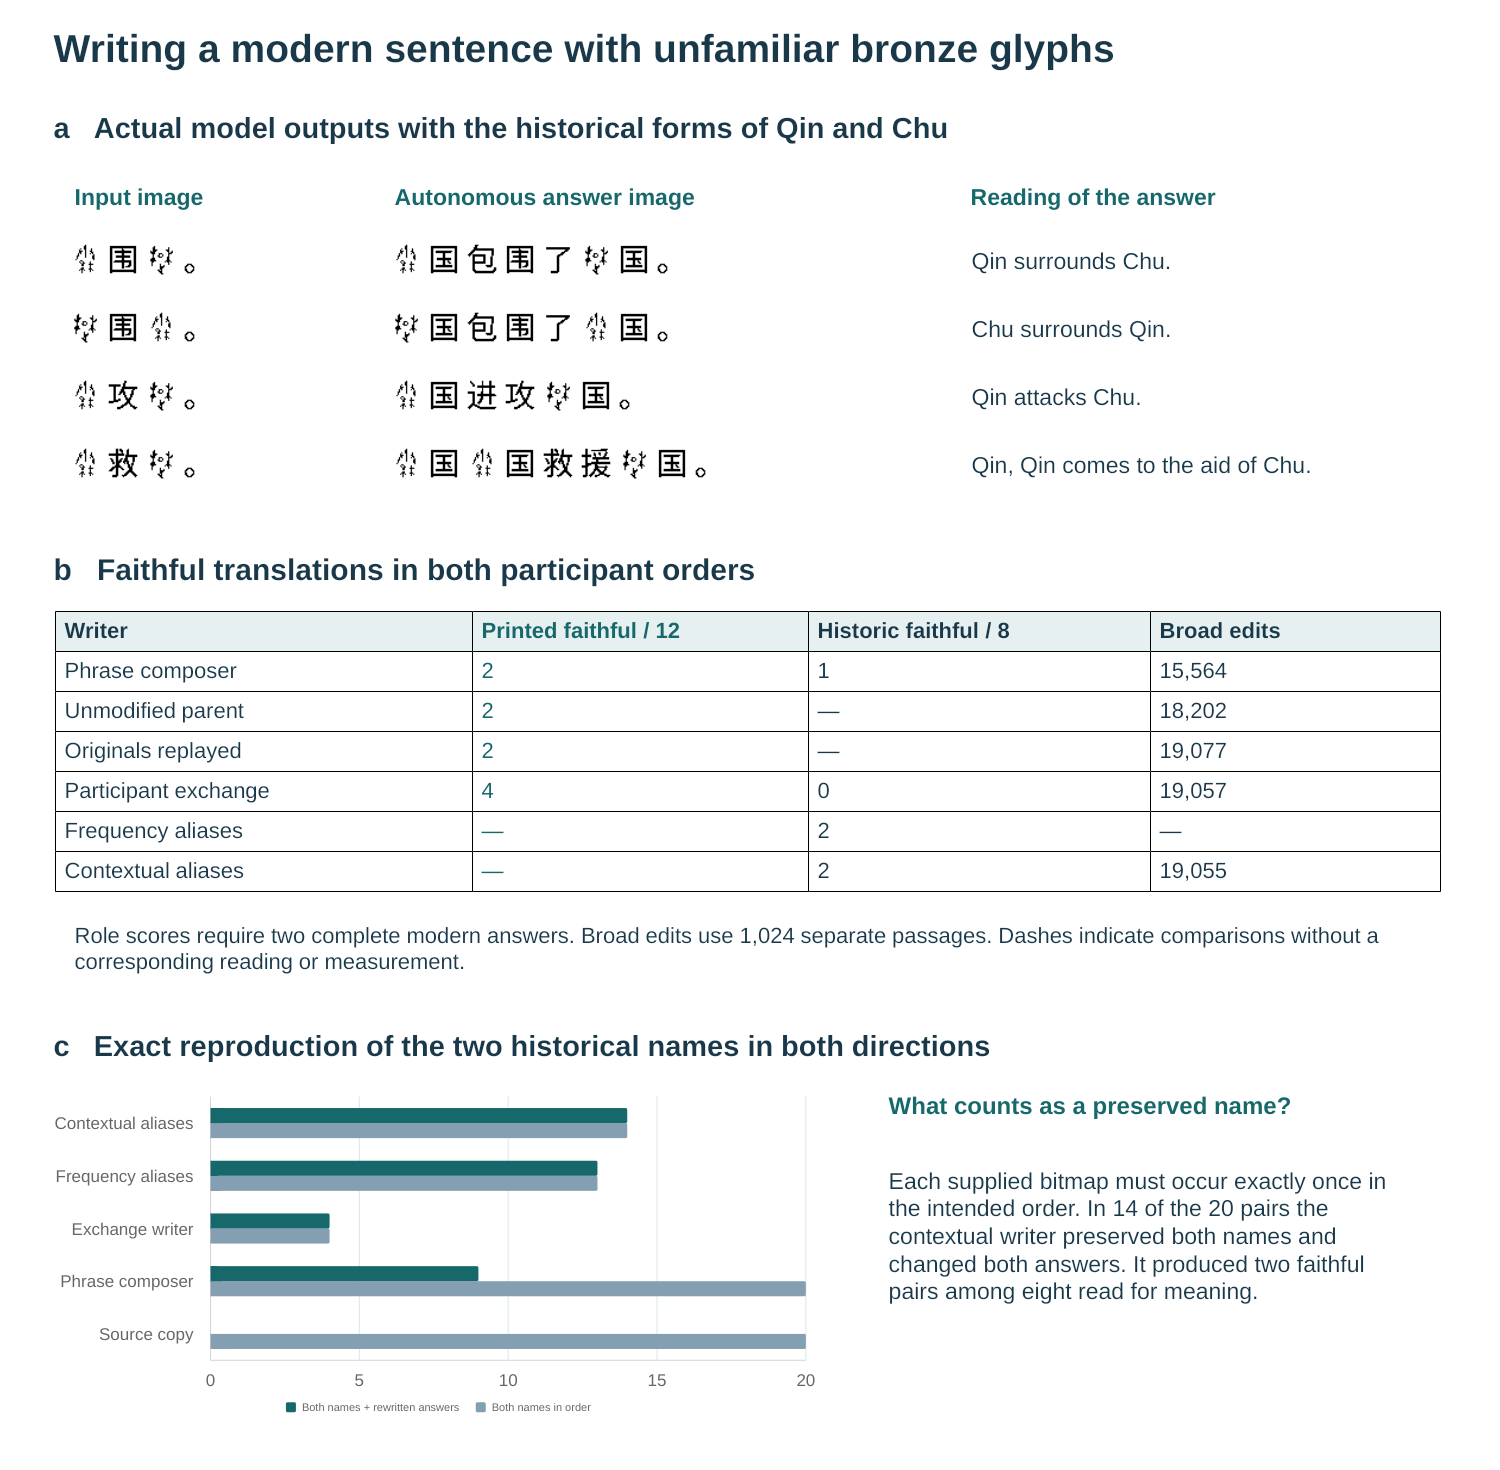 Writing a modern sentence with unfamiliar bronze glyphs
a Actual model outputs with the historical forms of Qin and Chu
Input image Autonomous answer image Reading of the answer
围 。 国包围了 国。 Qin surrounds Chu.
围 。 国包围了 国。 Chu surrounds Qin.
攻 。 国进攻 国。 Qin attacks Chu.
救 。 国 国救援 国。 Qin, Qin comes to the aid of Chu.
b Faithful translations in both participant orders
Writer Printed faithful / 12 Historic faithful / 8 Broad edits
Phrase composer 2 1 15,564
Unmodified parent 2 — 18,202
Originals replayed 2 — 19,077
Participant exchange 4 0 19,057
Frequency aliases — 2 —
Contextual aliases — 2 19,055
Role scores require two complete modern answers. Broad edits use 1,024 separate passages. Dashes indicate comparisons without a
corresponding reading or measurement.
c Exact reproduction of the two historical names in both directions
Contextual aliases
Frequency aliases
Exchange writer
Phrase composer
Source copy
0 5 10 15 20
Both names + rewritten answers Both names in order
What counts as a preserved name?
Each supplied bitmap must occur exactly once in
the intended order. In 14 of the 20 pairs the
contextual writer preserved both names and
changed both answers. It produced two faithful
pairs among eight read for meaning.